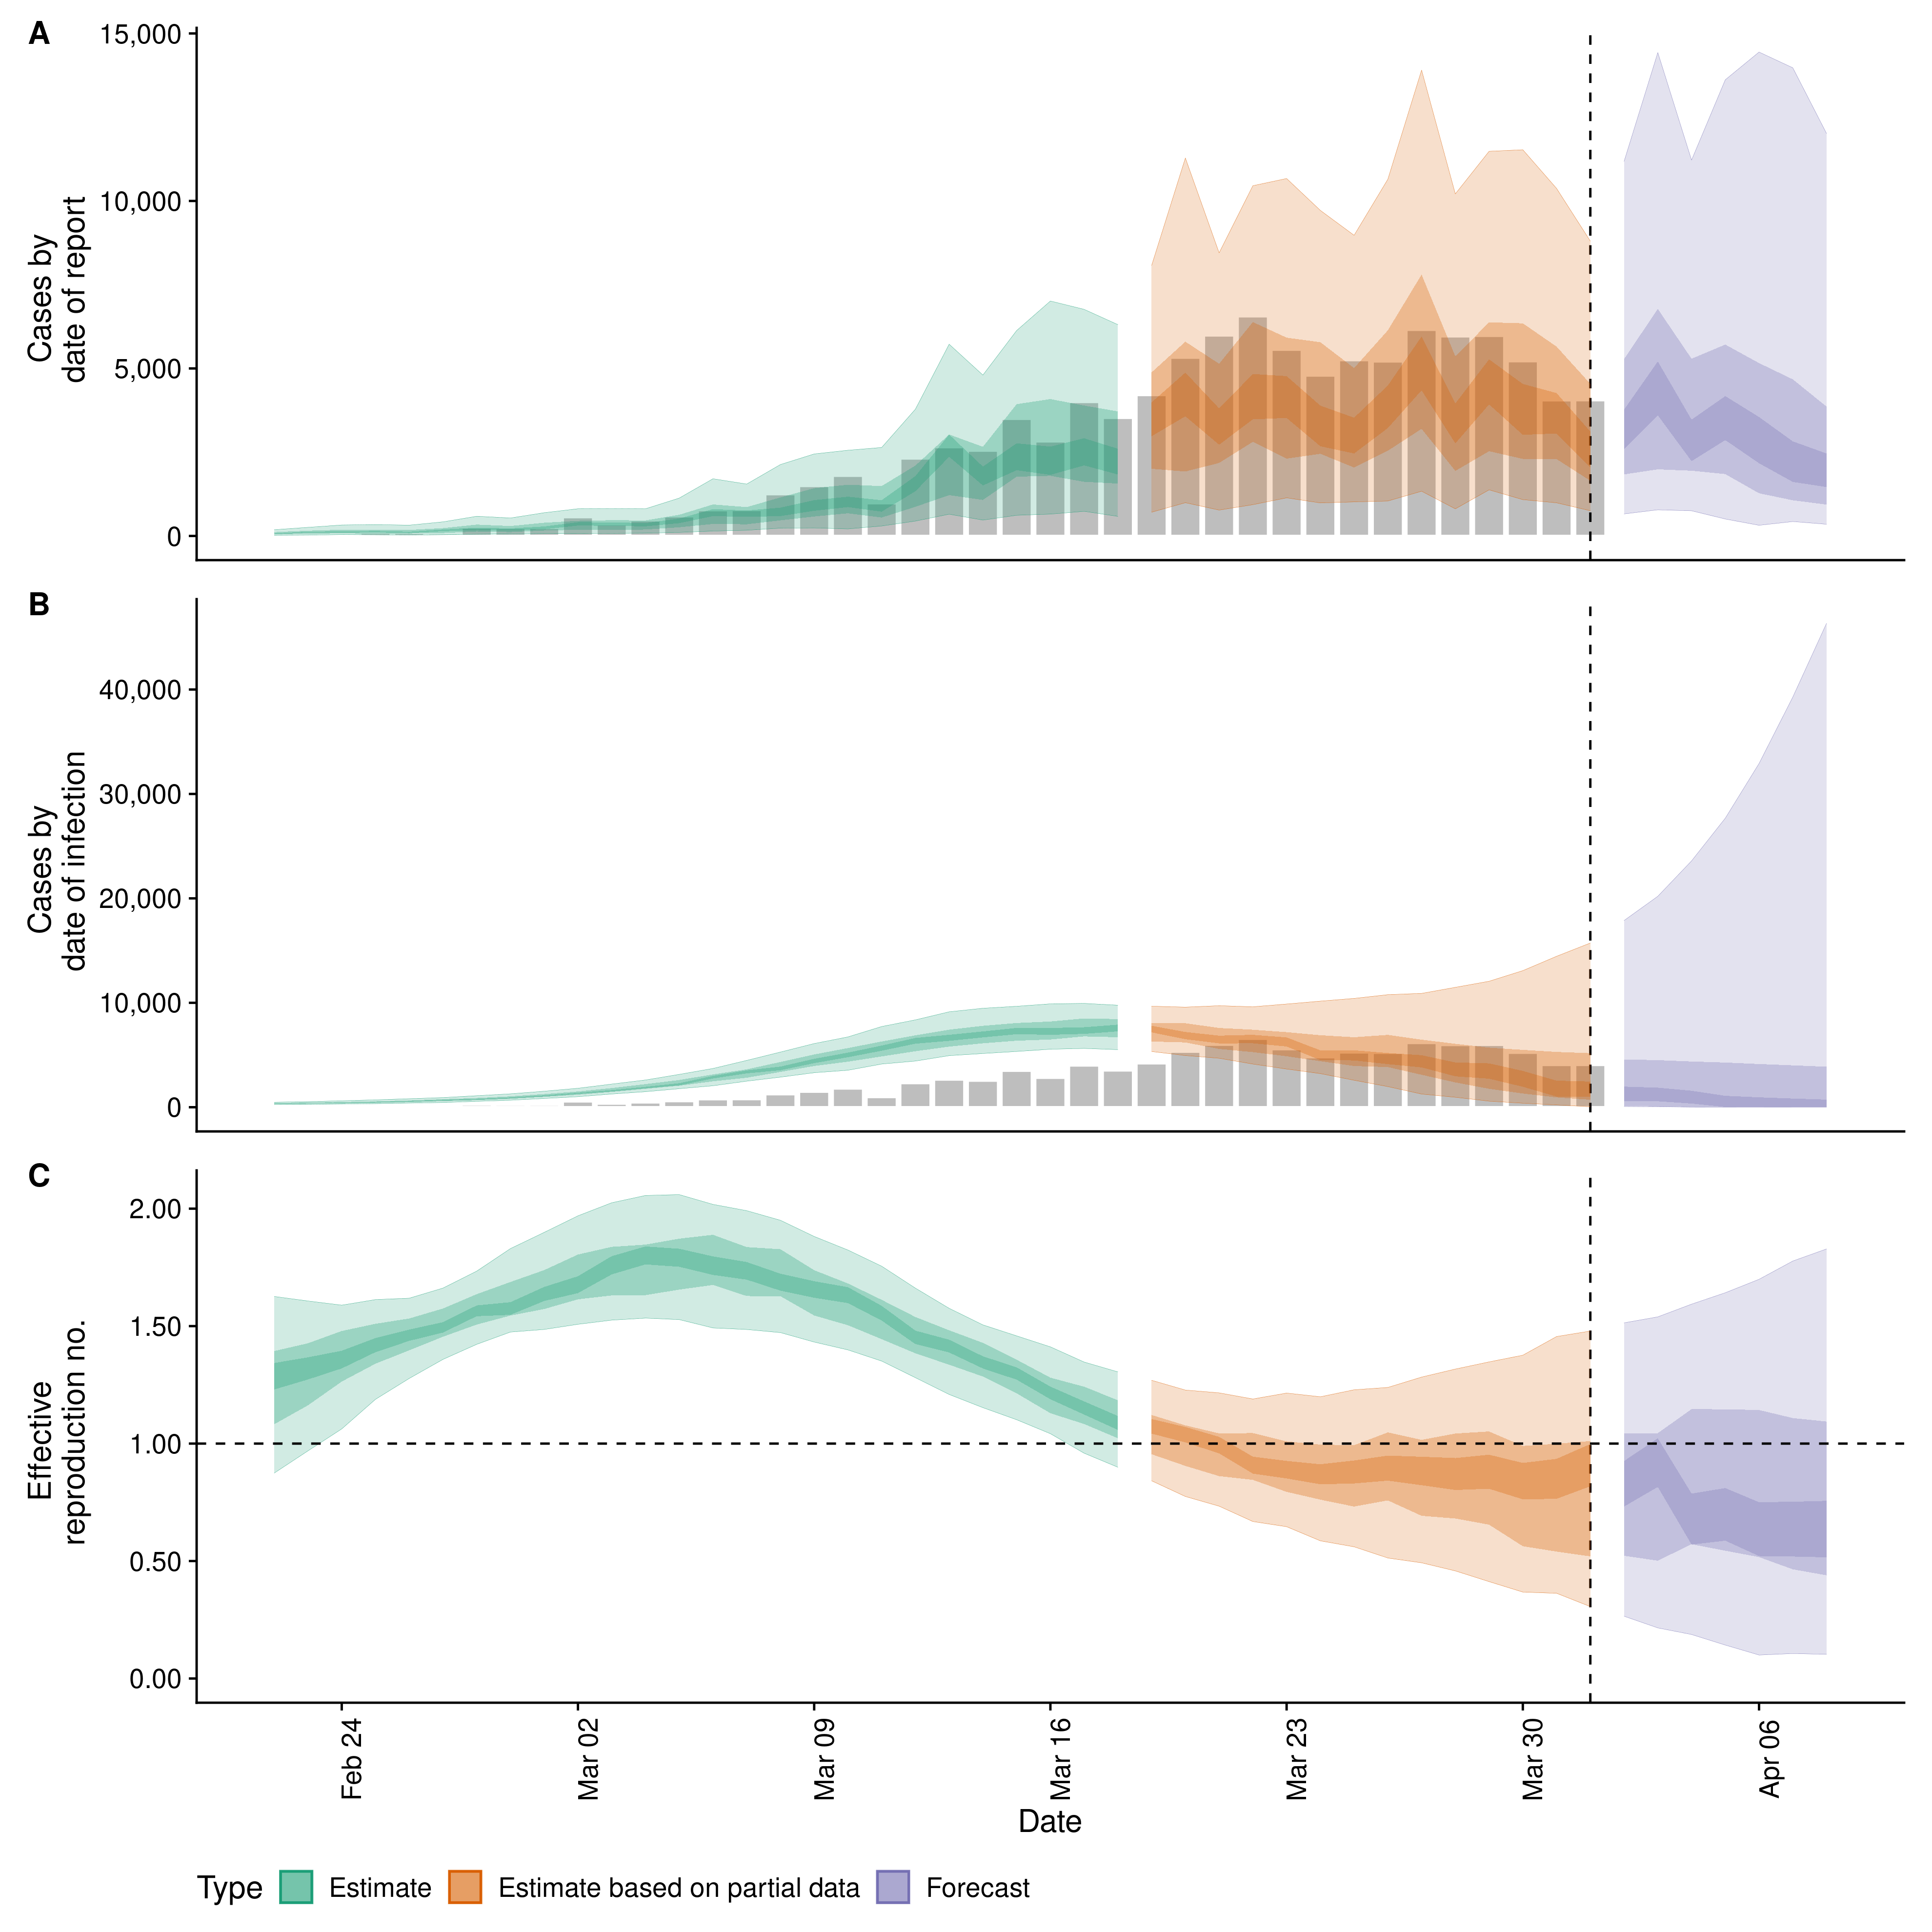 A
Cases by
date of report
15,000
10,000
5,000
0
B
Cases by
date of infection
40,000
30,000
20,000
10,000
0
C
Effective
reproduction no.
2.00
1.50
1.00
0.50
0.00
Feb 24
Mar 02
Mar 09
Mar 16
Mar 23
Mar 30
Apr 06
Date
Type Estimate Estimate based on partial data Forecast